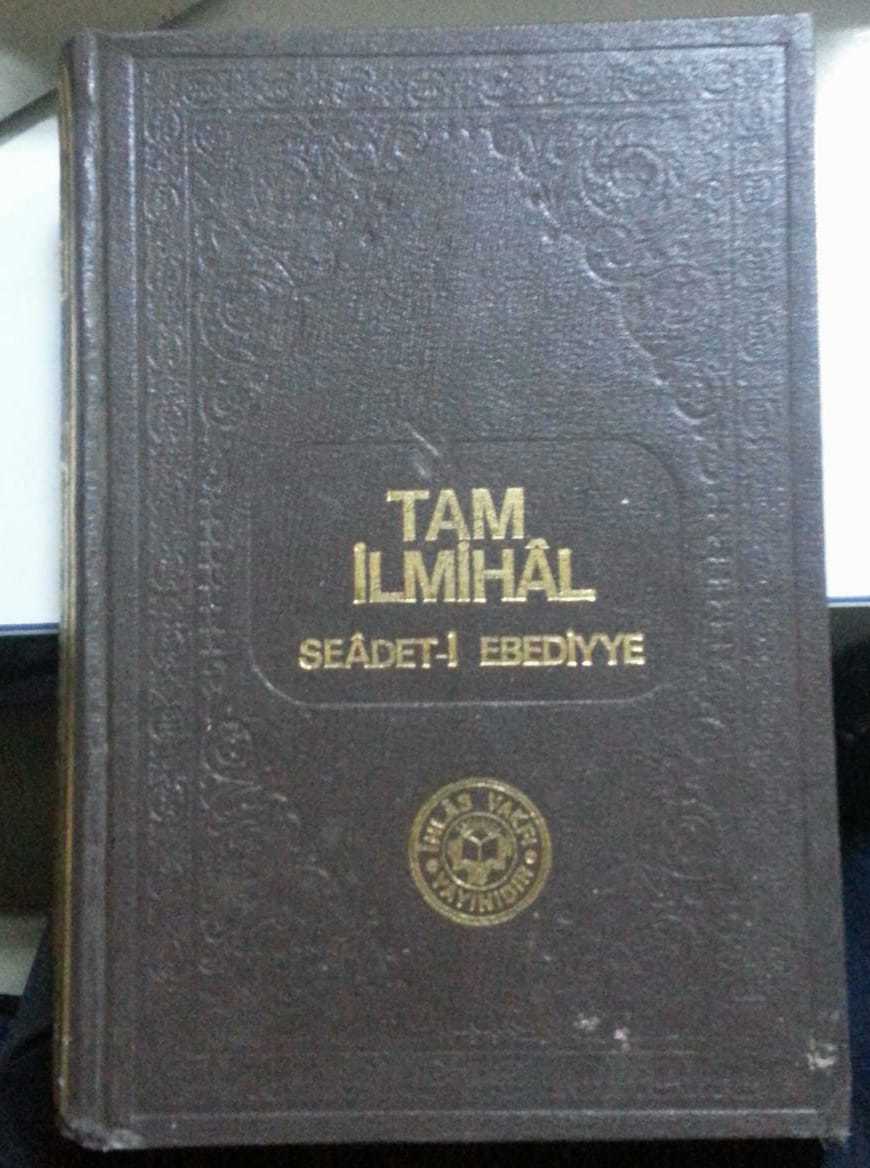 TAM
İLMİHÂL
SEÂDET-İ EBEDİYYE
İHLÂS VAKFI
YAYINIDIR